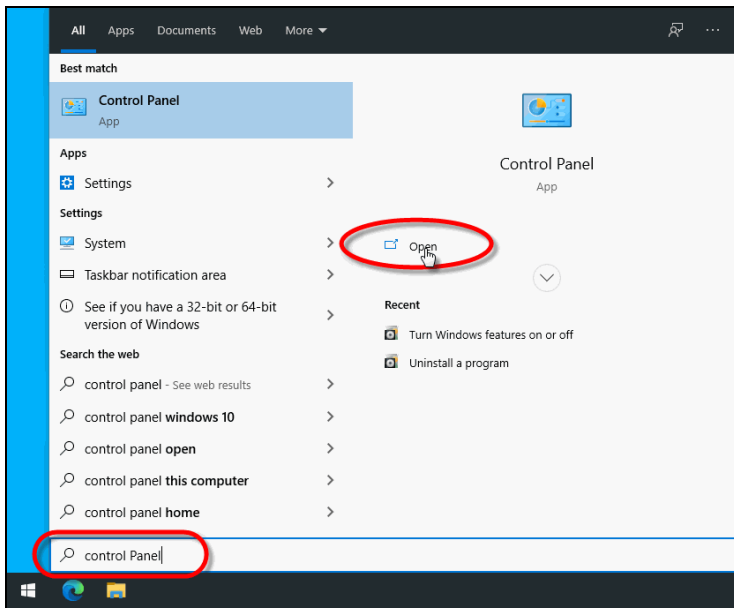 All Apps Documents Web More
Best match
Control Panel
App
Apps
Settings
Settings
System
Taskbar notification area
See if you have a 32-bit or 64-bit
version of Windows
Search the web
control panel - See web results
control panel windows 10
control panel open
control panel this computer
control panel home
control Panel
Control Panel
App
Open
Recent
Turn Windows features on or off
Uninstall a program